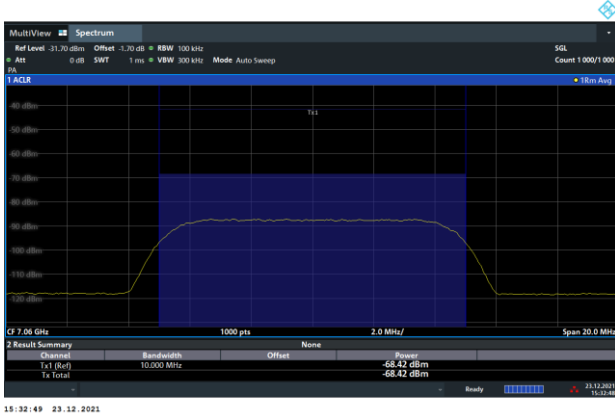 MultiView Spectrum
Ref Level -31.70 dBm Offset -1.70 dB RBW 100 kHz SGL
Att 0 dB SWT 1 ms VBW 300 kHz Mode Auto Sweep Count 1 000/1 000
PA
1 ACLR 1Rm Avg
Tx1
-40 dBm
-50 dBm
-60 dBm
-70 dBm
-80 dBm
-90 dBm
-100 dBm
-110 dBm
-120 dBm
CF 7.06 GHz 1000 pts 2.0 MHz/ Span 20.0 MHz
2 Result Summary None
Channel Bandwidth Offset Power
Tx1 (Ref) 10.000 MHz -68.42 dBm
Tx Total -68.42 dBm
Ready 23.12.2021
15:32:48
15:32:49 23.12.2021